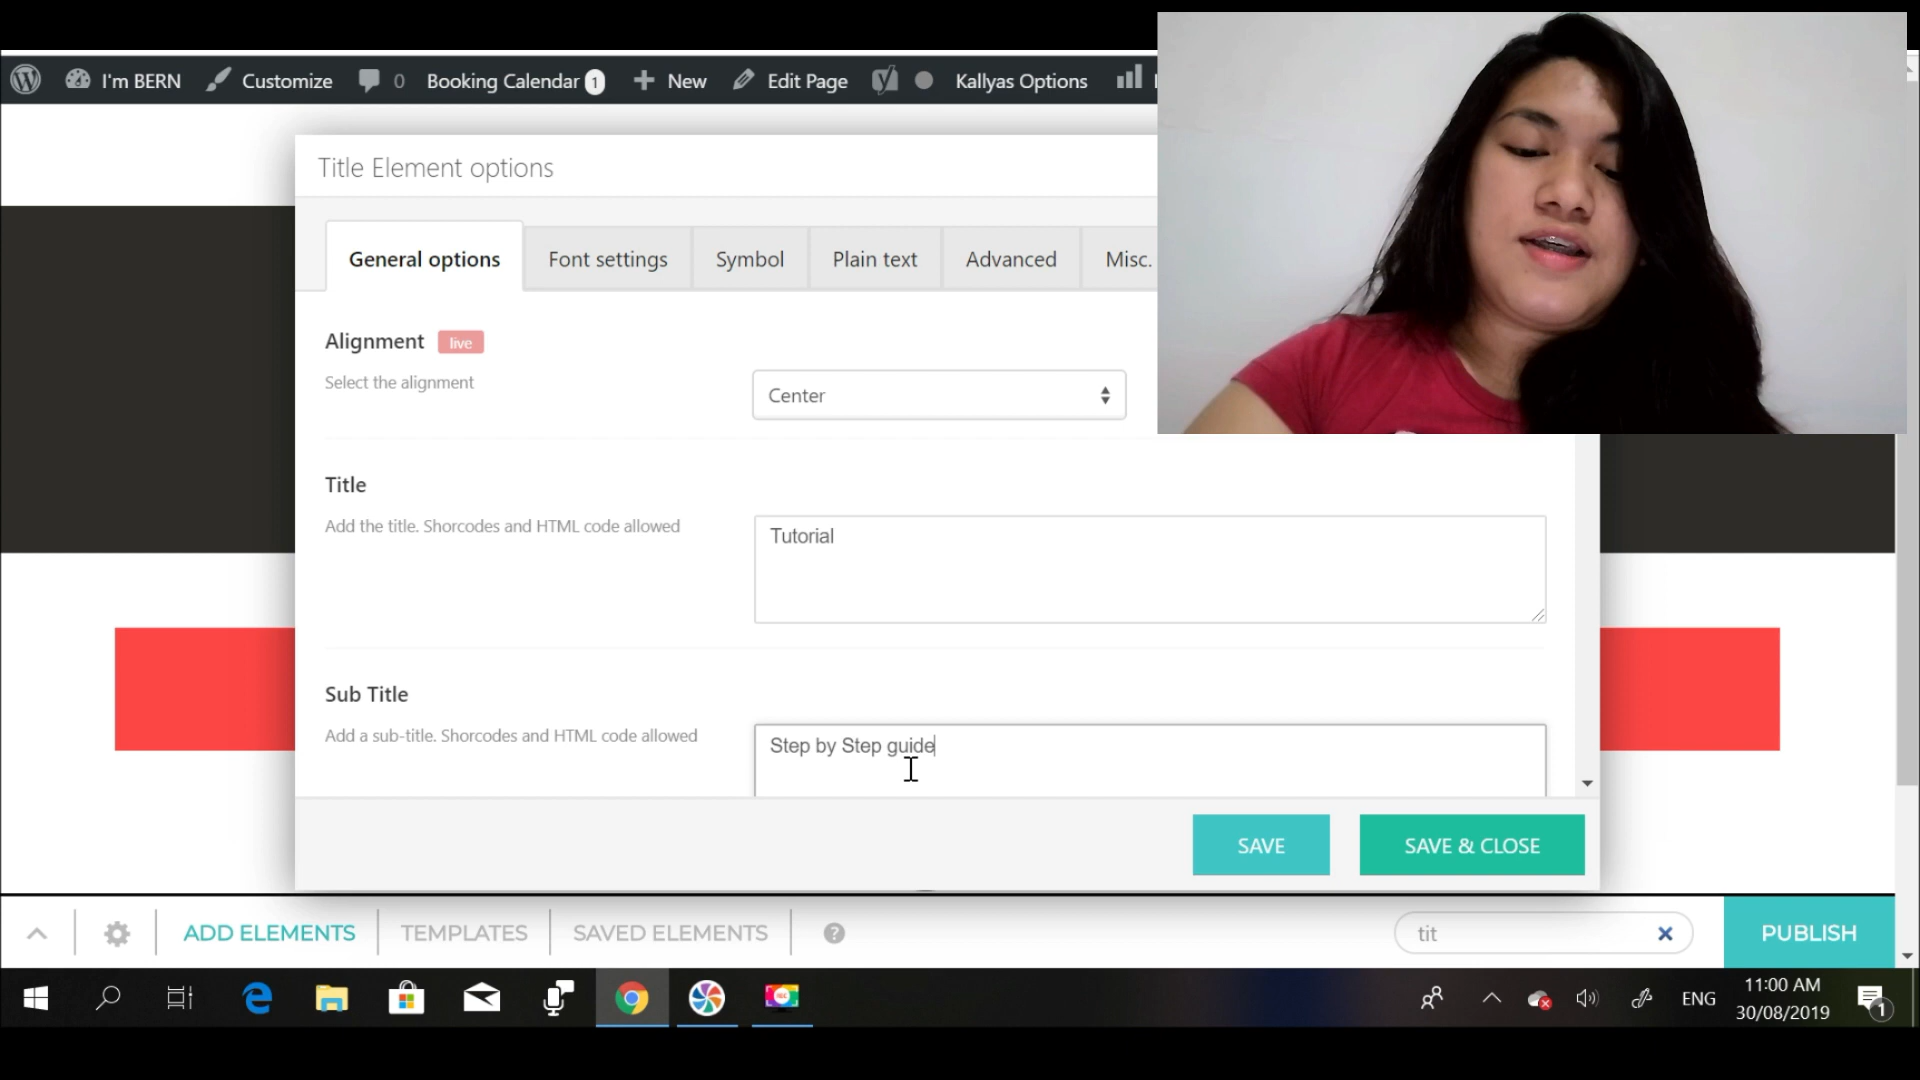 I'm BERN Customize 0 Booking Calendar 1 New Edit Page Kallyas Options
Title Element options
General options Font settings Symbol Plain text Advanced Misc.
Alignment live
Select the alignment
Center
Title
Add the title. Shorcodes and HTML code allowed
Tutorial
Sub Title
Add a sub-title. Shorcodes and HTML code allowed
Step by Step guide
SAVE SAVE & CLOSE
ADD ELEMENTS TEMPLATES SAVED ELEMENTS ? tit PUBLISH
ENG 11:00 AM
30/08/2019 1